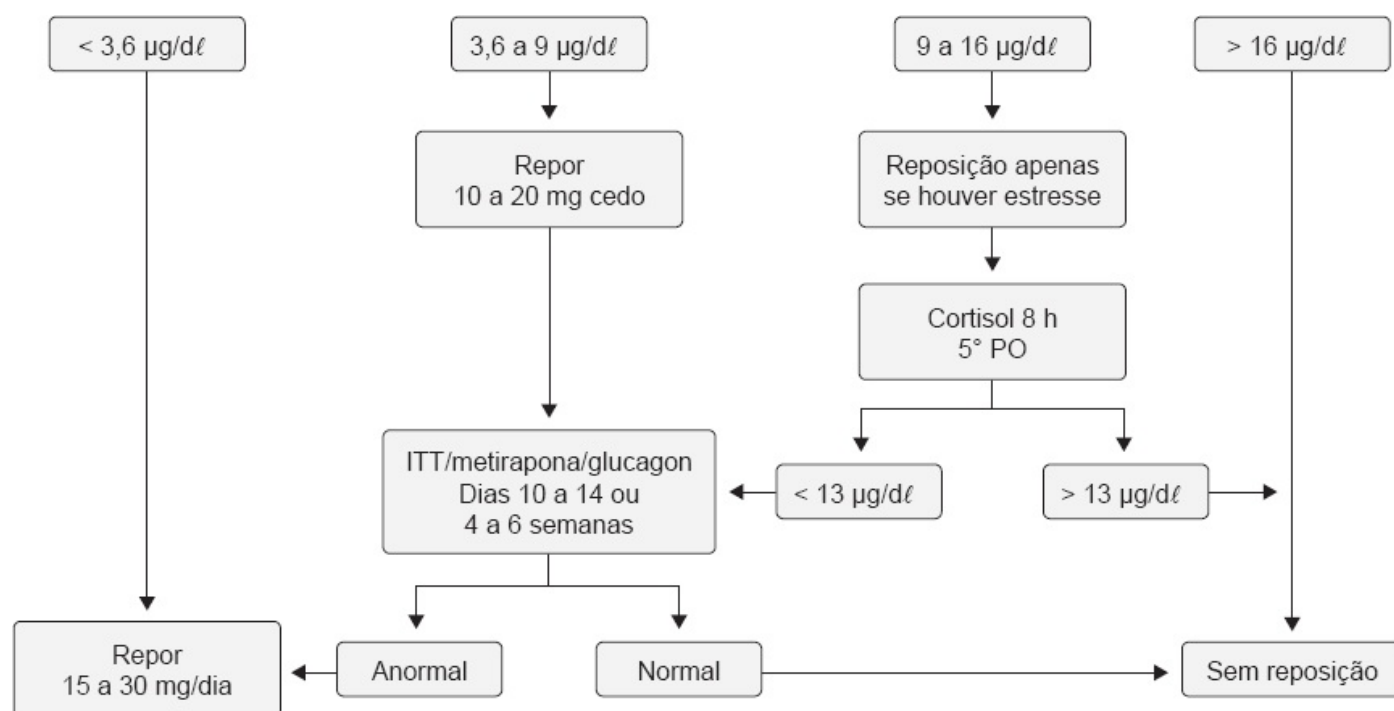 < 3,6 µg/dℓ
3,6 a 9 µg/dℓ
9 a 16 µg/dℓ
> 16 µg/dℓ
Repor
10 a 20 mg cedo
Reposição apenas
se houver estresse
Cortisol 8 h
5° PO
ITT/metirapona/glucagon
Dias 10 a 14 ou
4 a 6 semanas
< 13 µg/dℓ
> 13 µg/dℓ
Repor
15 a 30 mg/dia
Anormal
Normal
Sem reposição